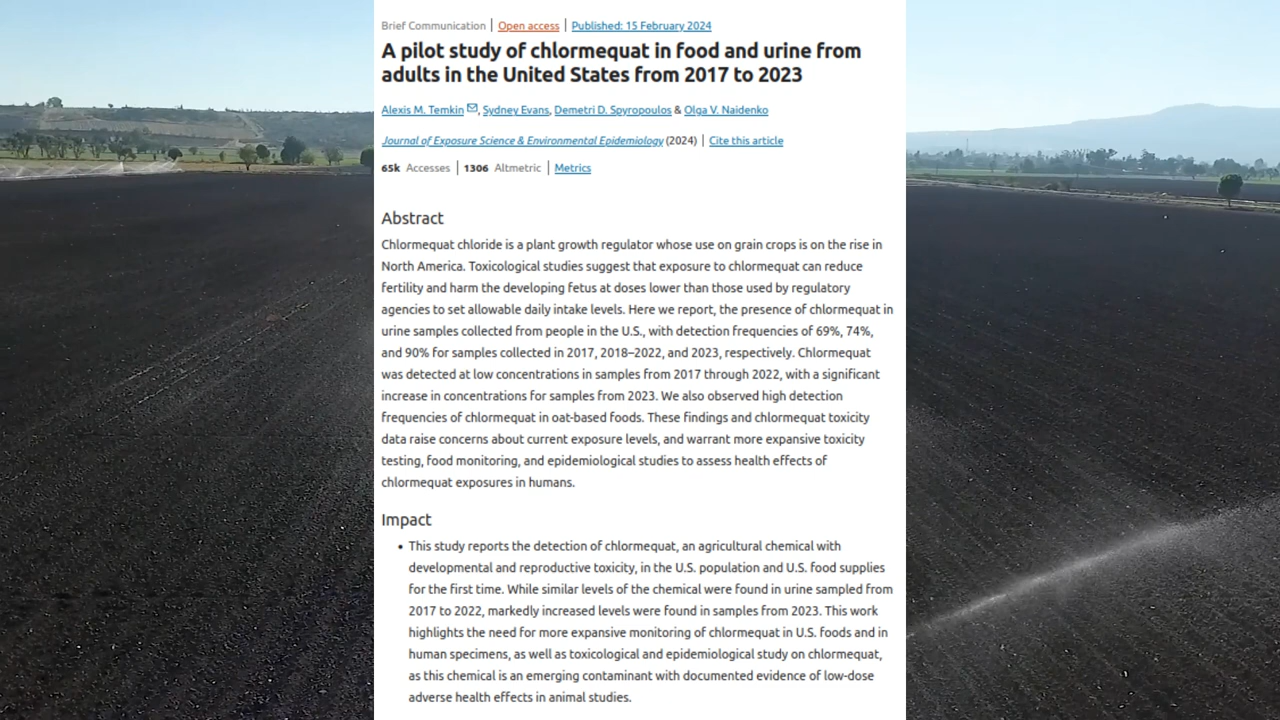 Brief Communication | Open access | Published: 15 February 2024
A pilot study of chlormequat in food and urine from
adults in the United States from 2017 to 2023
Alexis M. Temkin, Sydney Evans, Demetri D. Spyropoulos & Olga V. Naidenko
Journal of Exposure Science & Environmental Epidemiology (2024) | Cite this article
65k Accesses | 1306 Altmetric | Metrics
Abstract
Chlormequat chloride is a plant growth regulator whose use on grain crops is on the rise in
North America. Toxicological studies suggest that exposure to chlormequat can reduce
fertility and harm the developing fetus at doses lower than those used by regulatory
agencies to set allowable daily intake levels. Here we report, the presence of chlormequat in
urine samples collected from people in the U.S., with detection frequencies of 69%, 74%,
and 90% for samples collected in 2017, 2018–2022, and 2023, respectively. Chlormequat
was detected at low concentrations in samples from 2017 through 2022, with a significant
increase in concentrations for samples from 2023. We also observed high detection
frequencies of chlormequat in oat-based foods. These findings and chlormequat toxicity
data raise concerns about current exposure levels, and warrant more expansive toxicity
testing, food monitoring, and epidemiological studies to assess health effects of
chlormequat exposures in humans.
Impact
• This study reports the detection of chlormequat, an agricultural chemical with
developmental and reproductive toxicity, in the U.S. population and U.S. food supplies
for the first time. While similar levels of the chemical were found in urine sampled from
2017 to 2022, markedly increased levels were found in samples from 2023. This work
highlights the need for more expansive monitoring of chlormequat in U.S. foods and in
human specimens, as well as toxicological and epidemiological study on chlormequat,
as this chemical is an emerging contaminant with documented evidence of low-dose
adverse health effects in animal studies.